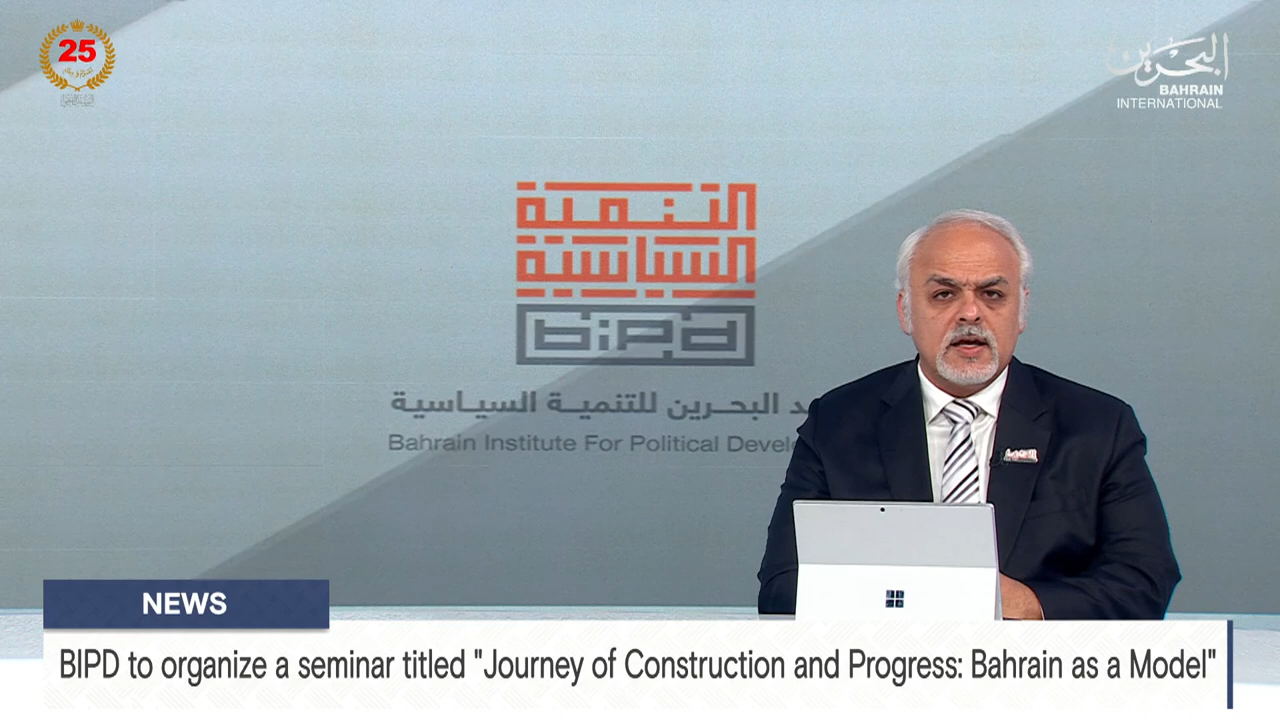 25
البحرين
BAHRAIN
INTERNATIONAL
التنمية
السياسية
bipd
د البحرين للتنمية السياسية
Bahrain Institute For Political Develo
NEWS
BIPD to organize a seminar titled "Journey of Construction and Progress: Bahrain as a Model"